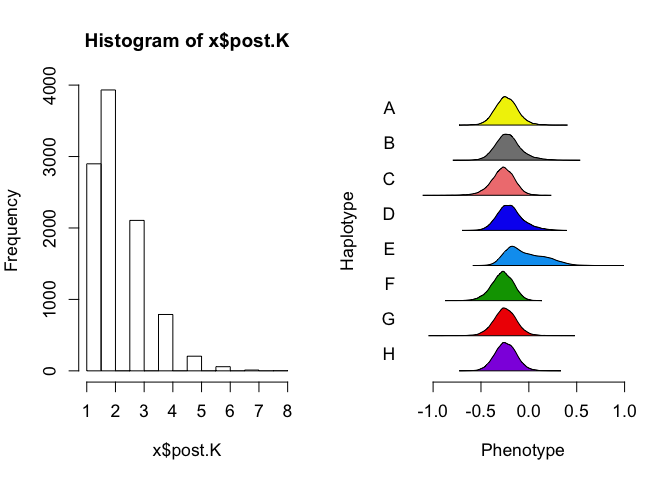 Histogram of x$post.K
Frequency
4000
3000
2000
1000
0
1 2 3 4 5 6 7 8
x$post.K
Haplotype
A
B
C
D
E
F
G
H
-1.0 -0.5 0.0 0.5 1.0
Phenotype